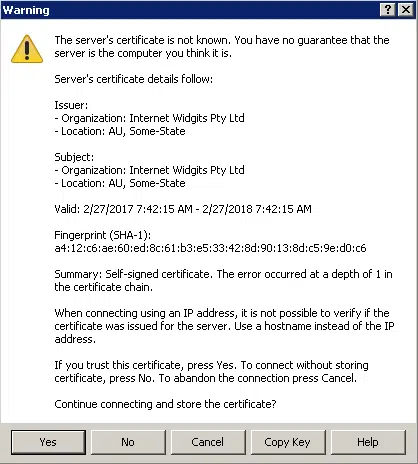 Warning
The server's certificate is not known. You have no guarantee that the
server is the computer you think it is.
Server's certificate details follow:
Issuer:
- Organization: Internet Widgits Pty Ltd
- Location: AU, Some-State
Subject:
- Organization: Internet Widgits Pty Ltd
- Location: AU, Some-State
Valid: 2/27/2017 7:42:15 AM - 2/27/2018 7:42:15 AM
Fingerprint (SHA-1):
a4:12:c6:ae:60:ed:8c:61:b3:e5:33:42:8d:90:13:8d:c5:9e:d0:c6
Summary: Self-signed certificate. The error occurred at a depth of 1 in
the certificate chain.
When connecting using an IP address, it is not possible to verify if the
certificate was issued for the server. Use a hostname instead of the IP
address.
If you trust this certificate, press Yes. To connect without storing
certificate, press No. To abandon the connection press Cancel.
Continue connecting and store the certificate?
Yes No Cancel Copy Key Help